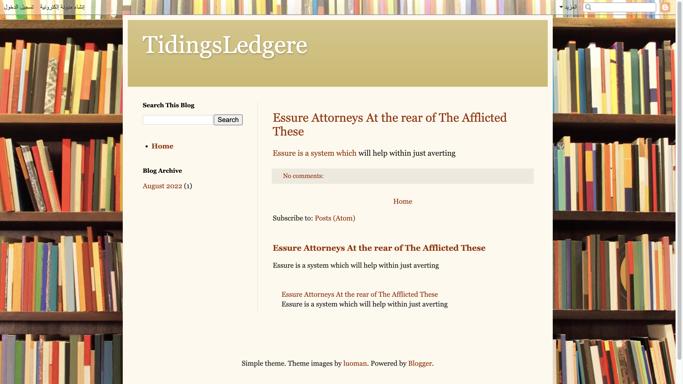 إنشاء مدونة إلكترونية تسجيل الدخول
المزيد
TidingsLedgere
Search This Blog
Search
Home
Blog Archive
August 2022 (1)
Essure Attorneys At the rear of The Afflicted
These
Essure is a system which will help within just averting
No comments:
Home
Subscribe to: Posts (Atom)
Essure Attorneys At the rear of The Afflicted These
Essure is a system which will help within just averting
Essure Attorneys At the rear of The Afflicted These
Essure is a system which will help within just averting
Simple theme. Theme images by luoman. Powered by Blogger.